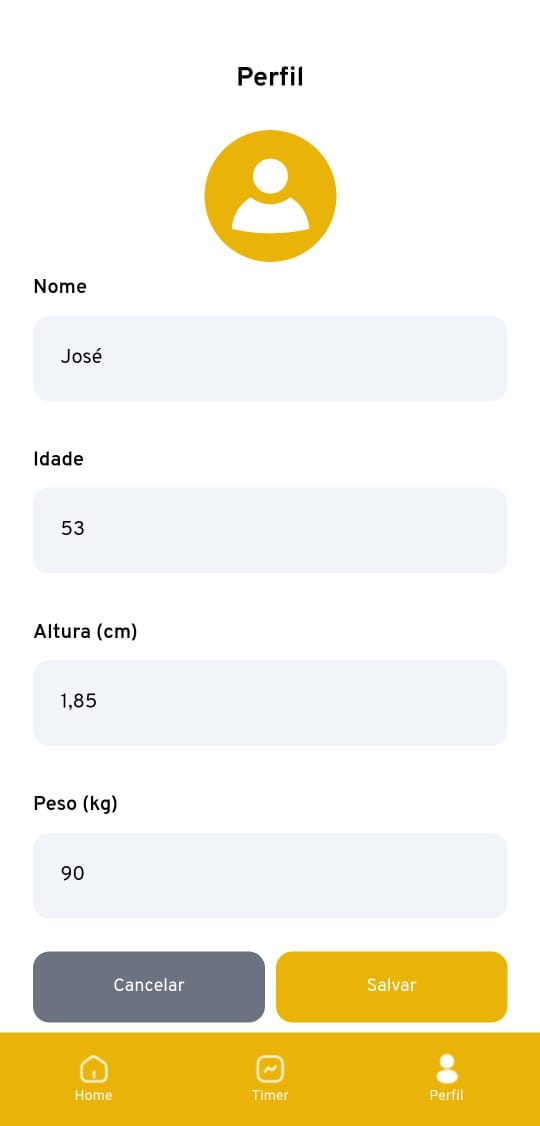 Perfil
Nome
José
Idade
53
Altura (cm)
1,85
Peso (kg)
90
Cancelar Salvar
Home Timer Perfil